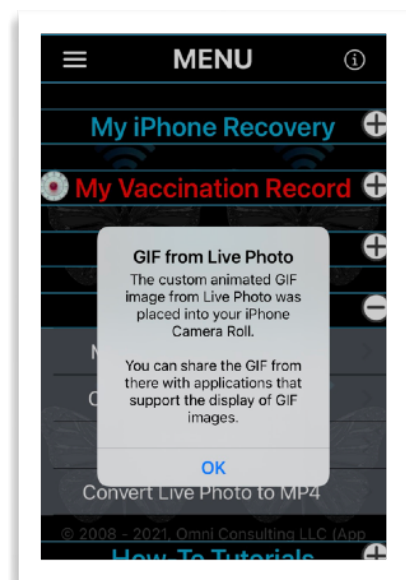 MENU
My iPhone Recovery
My Vaccination Record
GIF from Live Photo
The custom animated GIF
image from Live Photo was
placed into your iPhone
Camera Roll.
You can share the GIF from
there with applications that
support the display of GIF
images.
OK
Convert Live Photo to MP4
© 2008 - 2021, Omni Consulting LLC (App
How-To Tutorials